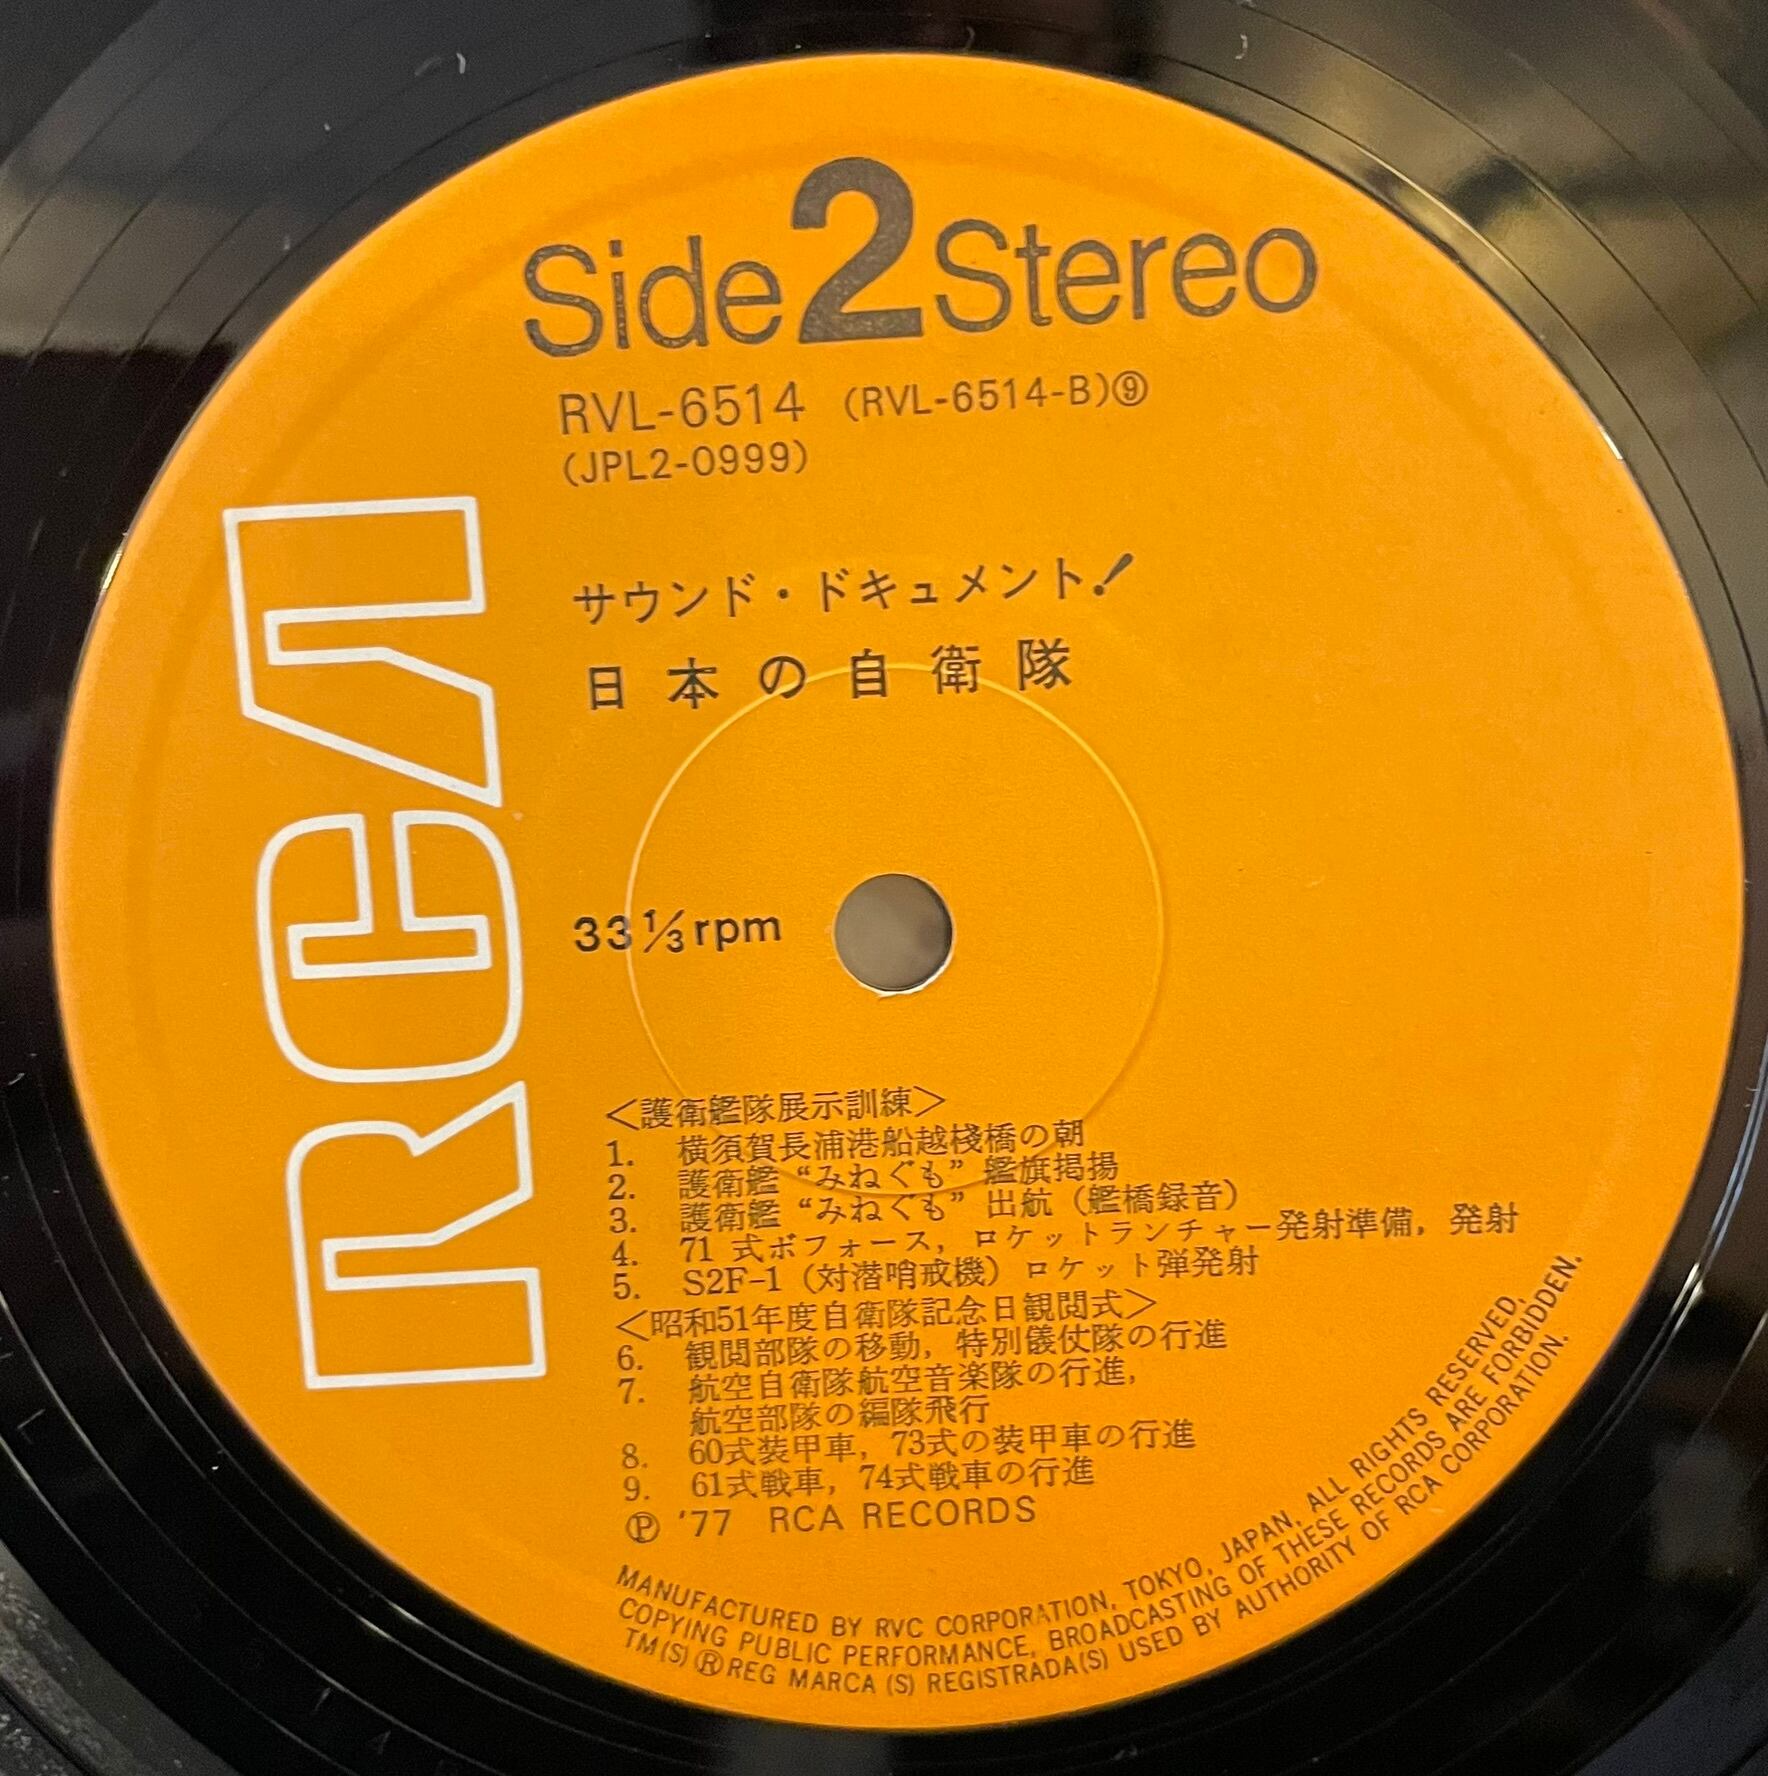 Side 2 Stereo
RVL-6514 (RVL-6514-B)⑨
(JPL2-0999)
サウンド・ドキュメント!
日本の自衛隊
RCA
33⅓rpm
<護衛艦隊展示訓練>
1. 横須賀長浦港船越棧橋の朝
2. 護衛艦“みねぐも”艦旗掲揚
3. 護衛艦“みねぐも”出航(艦橋録音)
4. 71式ボフォース,ロケットランチャー発射準備,発射
5. S2F-1(対潜哨戒機)ロケット弾発射
<昭和51年度自衛隊記念日観閲式>
6. 観閲部隊の移動,特別儀仗隊の行進
7. 航空自衛隊航空音楽隊の行進,
航空部隊の編隊飛行
8. 60式装甲車,73式の装甲車の行進
9. 61式戦車,74式戦車の行進
Ⓟ '77 RCA RECORDS
MANUFACTURED BY RVC CORPORATION, TOKYO, JAPAN, ALL RIGHTS RESERVED,
COPYING PUBLIC PERFORMANCE, BROADCASTING OF THESE RECORDS ARE FORBIDDEN.
TM(S) ® REG MARCA (S) REGISTRADA(S) USED BY AUTHORITY OF RCA CORPORATION.